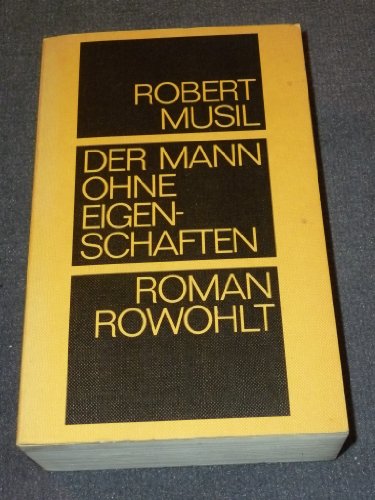 ROBERT
MUSIL
DER MANN
OHNE
EIGEN-
SCHAFTEN
ROMAN
ROWOHLT